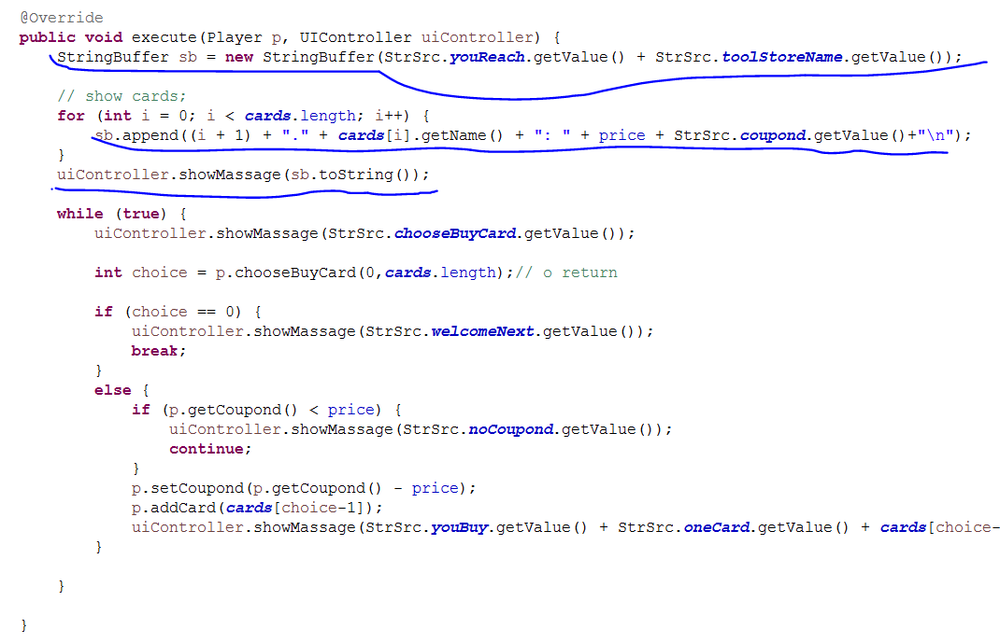 @Override
public void execute(Player p, UIController uiController) {
    StringBuffer sb = new StringBuffer(StrSrc.youReach.getValue() + StrSrc.toolStoreName.getValue());
    // show cards;
    for (int i = 0; i < cards.length; i++) {
        sb.append((i + 1) + "." + cards[i].getName() + ": " + price + StrSrc.coupond.getValue()+"\n");
    }
    uiController.showMassage(sb.toString());
    while (true) {
        uiController.showMassage(StrSrc.chooseBuyCard.getValue());
        int choice = p.chooseBuyCard(0,cards.length);// o return
        if (choice == 0) {
            uiController.showMassage(StrSrc.welcomeNext.getValue());
            break;
        }
        else {
            if (p.getCoupond() < price) {
                uiController.showMassage(StrSrc.noCoupond.getValue());
                continue;
            }
            p.setCoupond(p.getCoupond() - price);
            p.addCard(cards[choice-1]);
            uiController.showMassage(StrSrc.youBuy.getValue() + StrSrc.oneCard.getValue() + cards[choice-
        }
    }
}